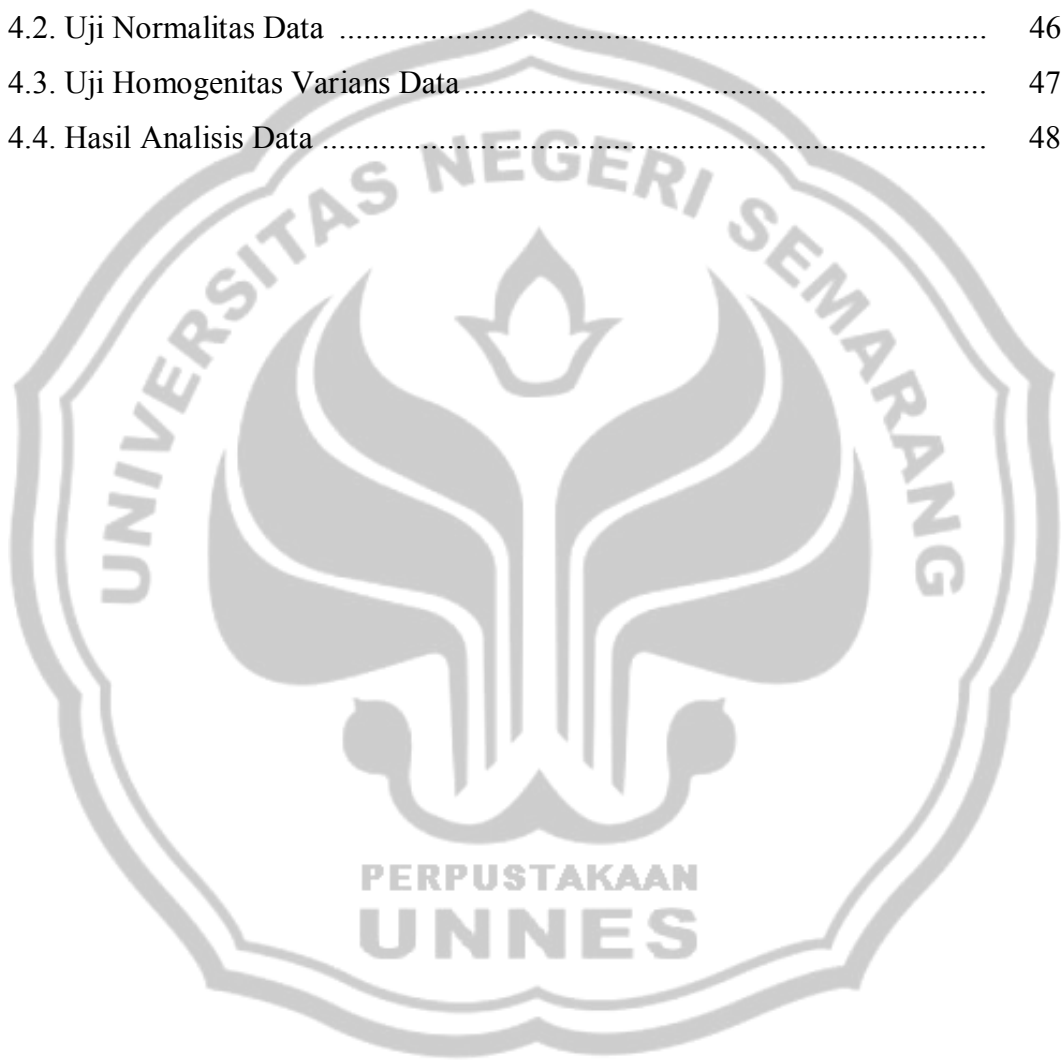 4.2. Uji Normalitas Data ........................................................................................ 46
4.3. Uji Homogenitas Varians Data ....................................................................... 47
4.4. Hasil Analisis Data .......................................................................................... 48
UNIVERSITAS NEGERI SEMARANG
PERPUSTAKAAN
UNNES